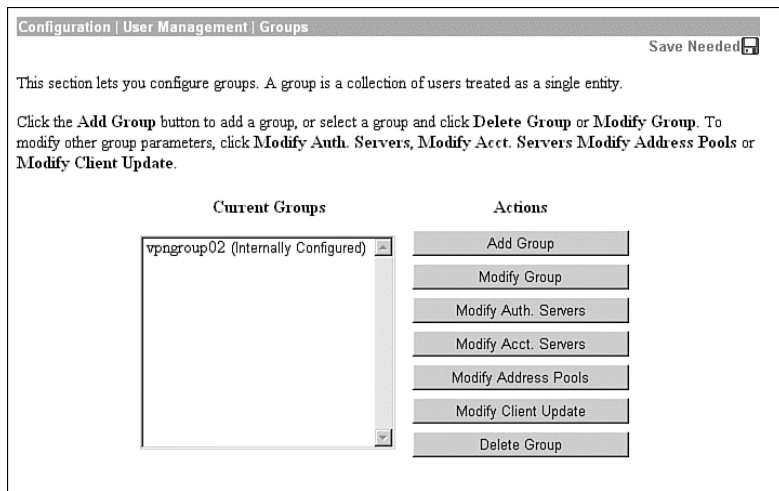 Configuration | User Management | Groups
Save Needed
This section lets you configure groups. A group is a collection of users treated as a single entity.
Click the Add Group button to add a group, or select a group and click Delete Group or Modify Group. To
modify other group parameters, click Modify Auth. Servers, Modify Acct. Servers Modify Address Pools or
Modify Client Update.
Current Groups
Actions
vpngroup02 (Internally Configured)
Add Group
Modify Group
Modify Auth. Servers
Modify Acct. Servers
Modify Address Pools
Modify Client Update
Delete Group